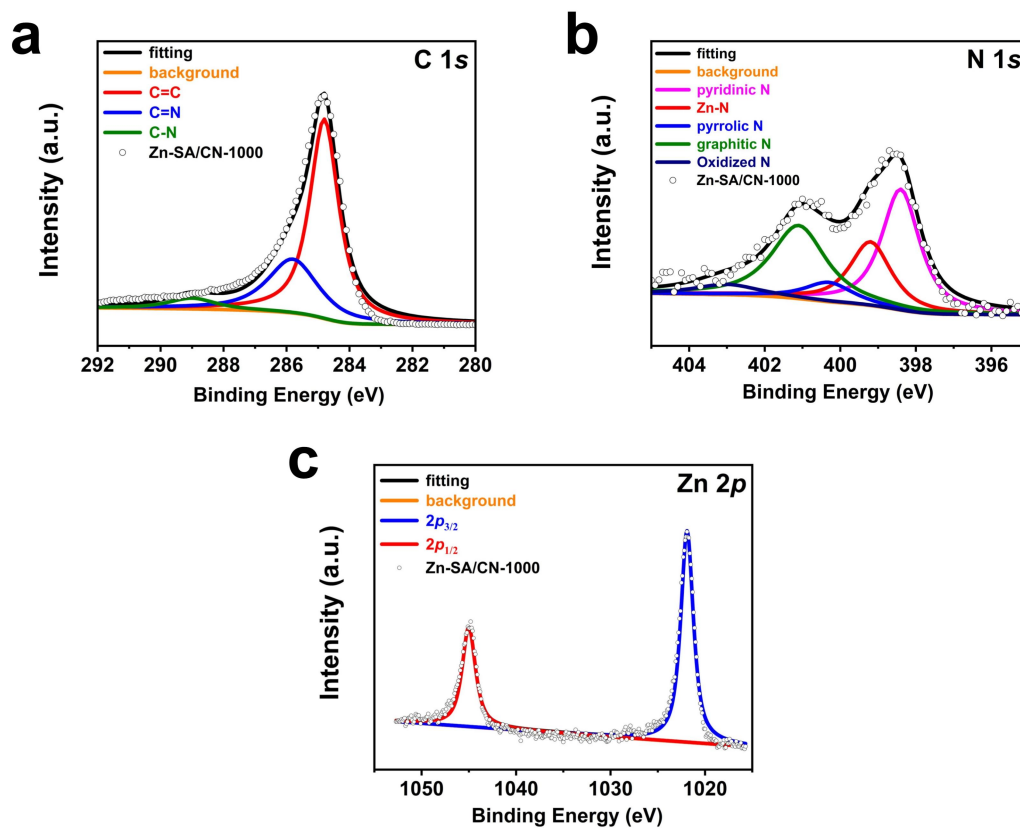 a
C 1s
fitting
background
C=C
C=N
C-N
Zn-SA/CN-1000
Intensity (a.u.)
292 290 288 286 284 282 280
Binding Energy (eV)
b
N 1s
fitting
background
pyridinic N
Zn-N
pyrrolic N
graphitic N
Oxidized N
Zn-SA/CN-1000
Intensity (a.u.)
404 402 400 398 396
Binding Energy (eV)
c
Zn 2p
fitting
background
2p3/2
2p1/2
Zn-SA/CN-1000
Intensity (a.u.)
1050 1040 1030 1020
Binding Energy (eV)